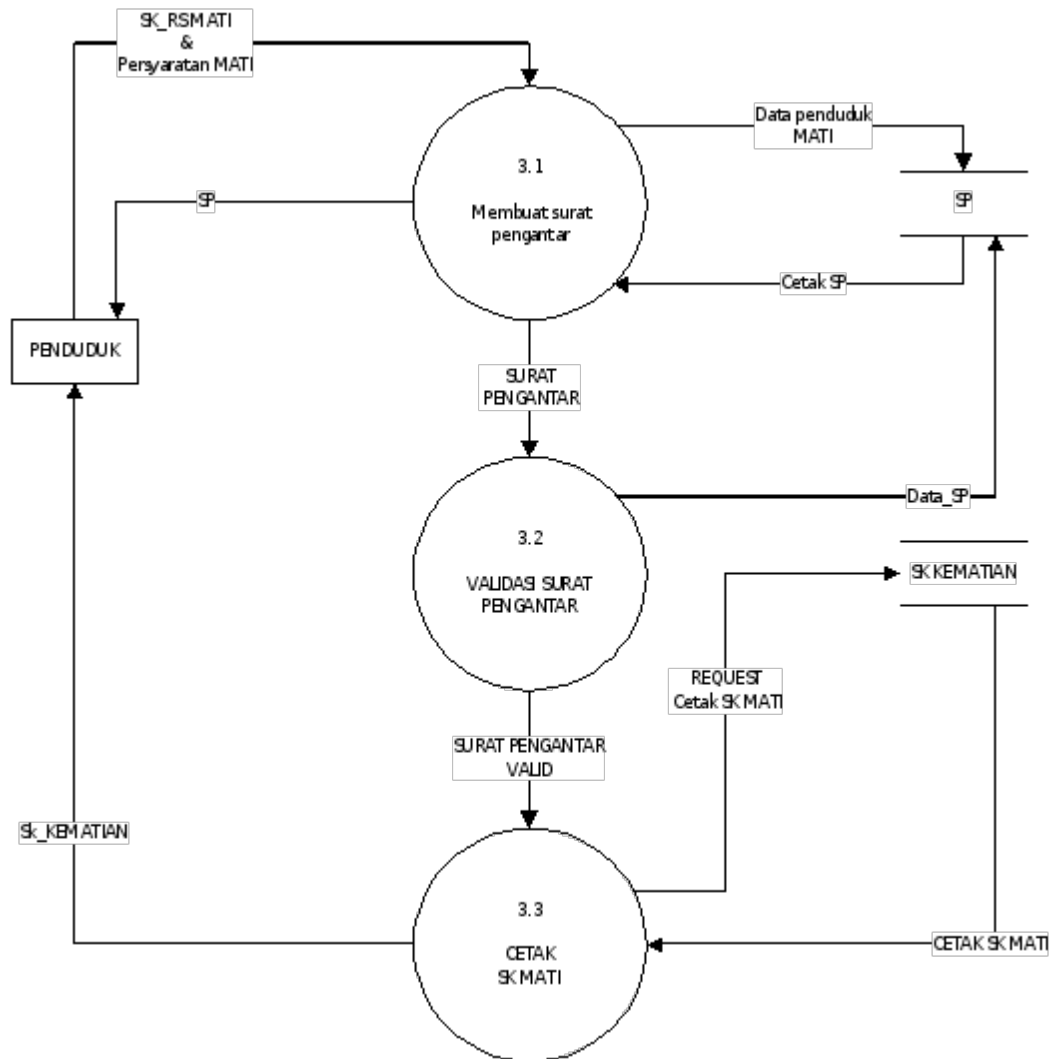 SK_RSMATI
&
Persyaratan MATI
Data penduduk
MATI
3.1
Membuat surat
pengantar
SP
SP
Cetak SP
PENDUDUK
SURAT
PENGANTAR
Data_SP
3.2
VALIDASI SURAT
PENGANTAR
SK KEMATIAN
REQUEST
Cetak SK MATI
SURAT PENGANTAR
VALID
Sk_KEMATIAN
3.3
CETAK
SK MATI
CETAK SK MATI